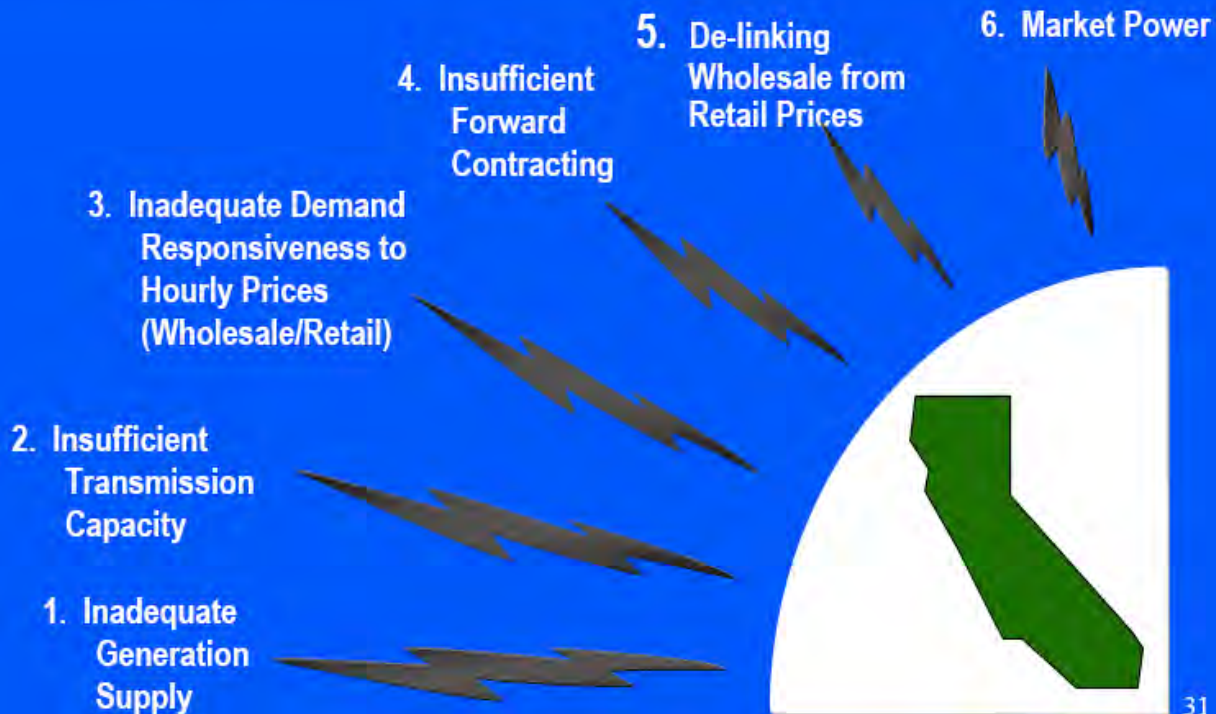 1. Inadequate
Generation
Supply
2. Insufficient
Transmission
Capacity
3. Inadequate Demand
Responsiveness to
Hourly Prices
(Wholesale/Retail)
4. Insufficient
Forward
Contracting
5. De-linking
Wholesale from
Retail Prices
6. Market Power
31